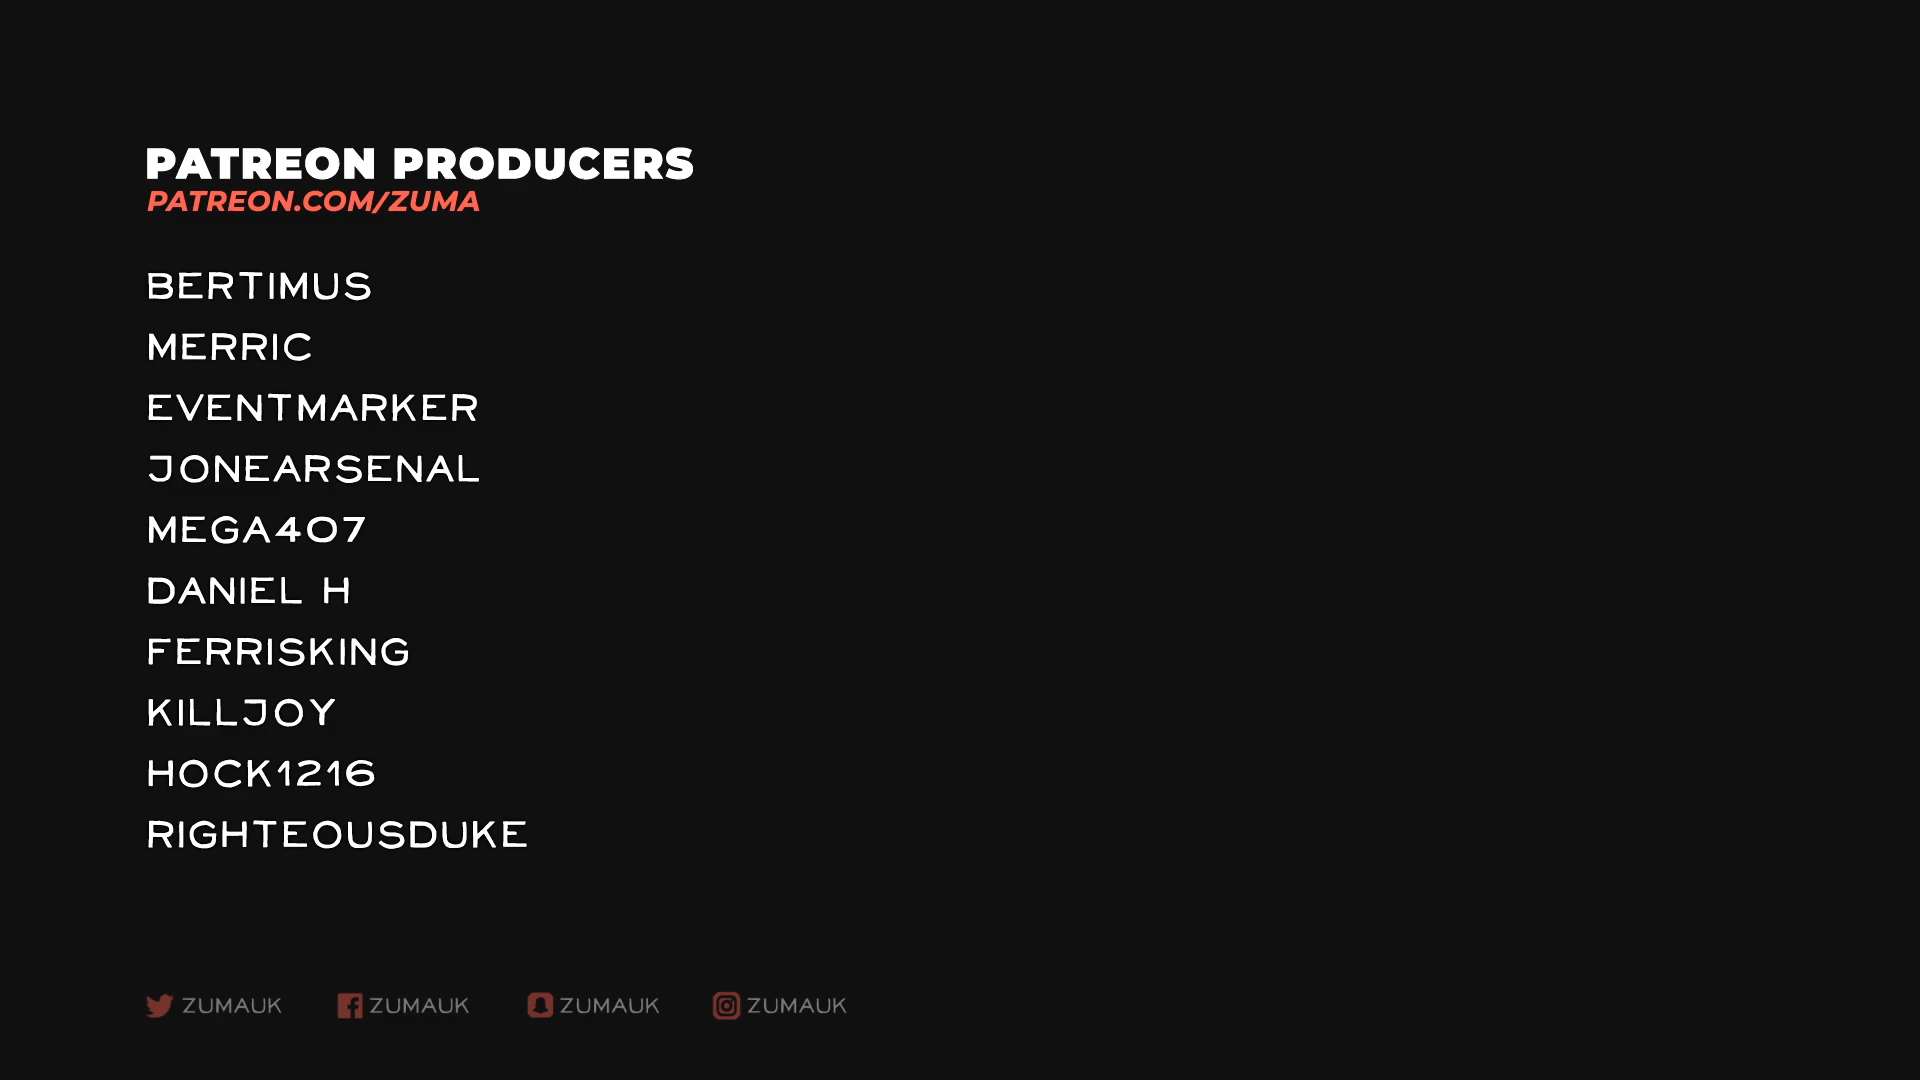 PATREON PRODUCERS
PATREON.COM/ZUMA
BERTIMUS
MERRIC
EVENTMARKER
JONEARSENAL
MEGA407
DANIEL H
FERRISKING
KILLJOY
HOCK1216
RIGHTEOUSDUKE
ZUMAUK ZUMAUK ZUMAUK ZUMAUK